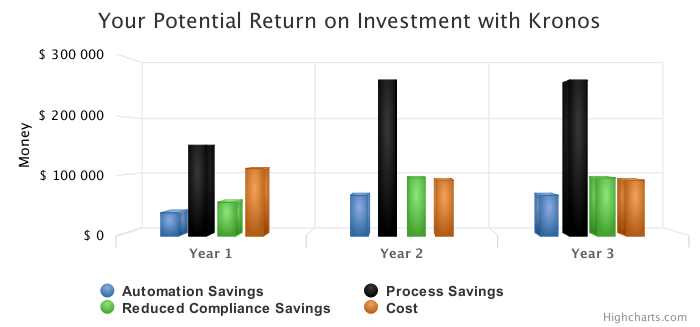 Your Potential Return on Investment with Kronos
$ 300 000
$ 200 000
$ 100 000
$ 0
Money
Year 1
Year 2
Year 3
Automation Savings
Process Savings
Reduced Compliance Savings
Cost
Highcharts.com